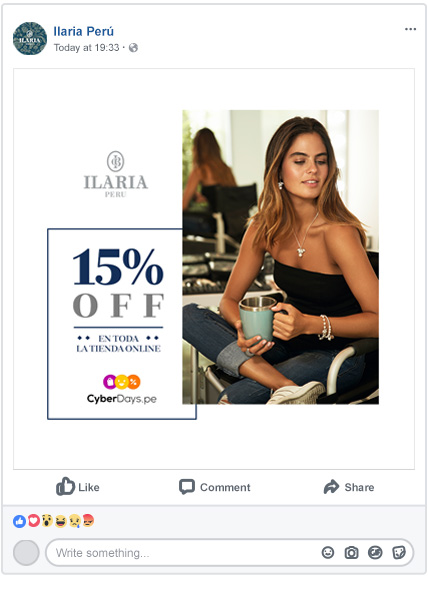 Ilaria Perú
Today at 19:33
ILARIA
ILARIA
PERU
15%
OFF
EN TODA
LA TIENDA ONLINE
%
CyberDays.pe
Like
Comment
Share
Write something...